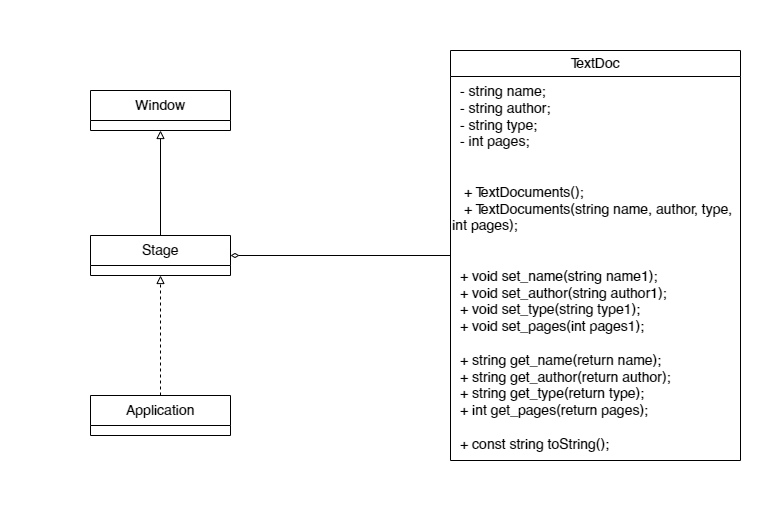 Window
Stage
Application
TextDoc
- string name;
- string author;
- string type;
- int pages;
+ TextDocuments();
+ TextDocuments(string name, author, type,
int pages);
+ void set_name(string name1);
+ void set_author(string author1);
+ void set_type(string type1);
+ void set_pages(int pages1);
+ string get_name(return name);
+ string get_author(return author);
+ string get_type(return type);
+ int get_pages(return pages);
+ const string toString();